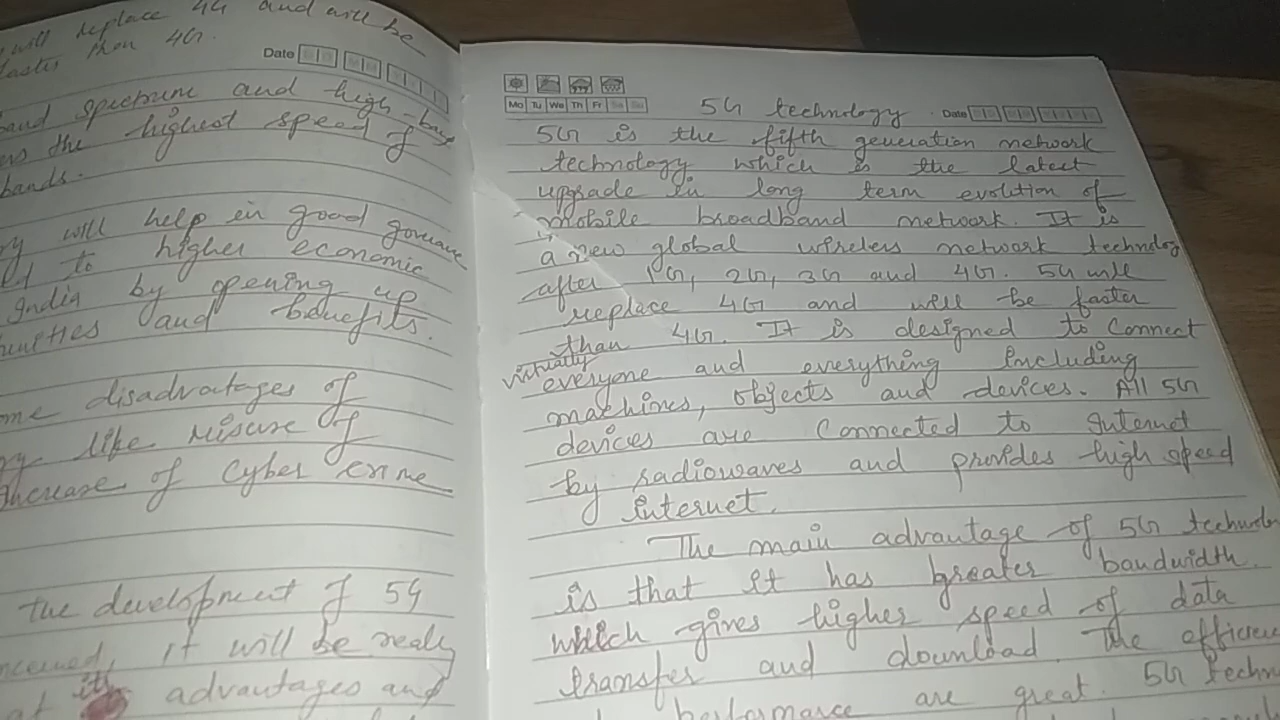 will replace 4G and will be
faster than 4G.
Date
band spectrum and high-band
the highest speed of
bands.
will help in good governance
to higher economic
India by opening up
and benefits.
disadvantages of
like misuse of
increase of cyber crime
the development of 5G
it will be really
its advantages and
Mo Tu We Th Fr Sa Su
5G technology
Date
5G is the fifth generation network
technology which is the latest
upgrade in long term evolution of
mobile broadband network. It is
a new global wireless network technolog
after 1G, 2G, 3G and 4G. 5G will
replace 4G and will be faster
than 4G. It is designed to connect
virtually
everyone and everything including
machines, objects and devices. All 5G
devices are connected to internet
by radiowaves and provides high speed
internet.
The main advantage of 5G technolo
is that it has greater bandwidth.
which gives higher speed of data
transfer and download. The efficien
performance are great. 5G techn